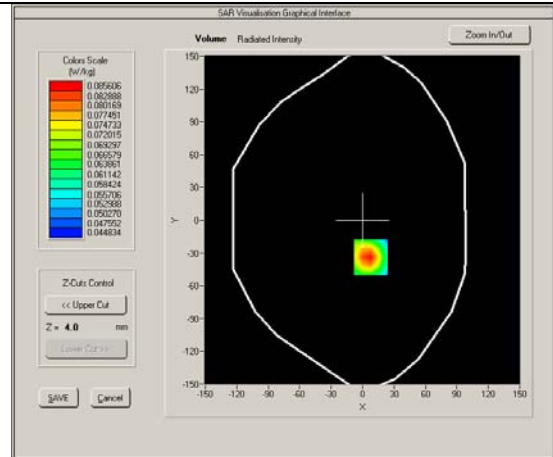 SAR Visualisation Graphical Interface
Volume Radiated Intensity
Zoom In/Out
Colors Scale
(W/kg)
0.085606
0.082888
0.080169
0.077451
0.074733
0.072015
0.069297
0.066579
0.063861
0.061142
0.058424
0.055706
0.052988
0.050270
0.047552
0.044834
Z-Cuts Control
<< Upper Cut
Z = 4.0 mm
SAVE
Cancel
150
120
90
60
30
0
-30
-60
-90
-120
-150
Y
-150 -120 -90 -60 -30 0 30 60 90 120 150
X